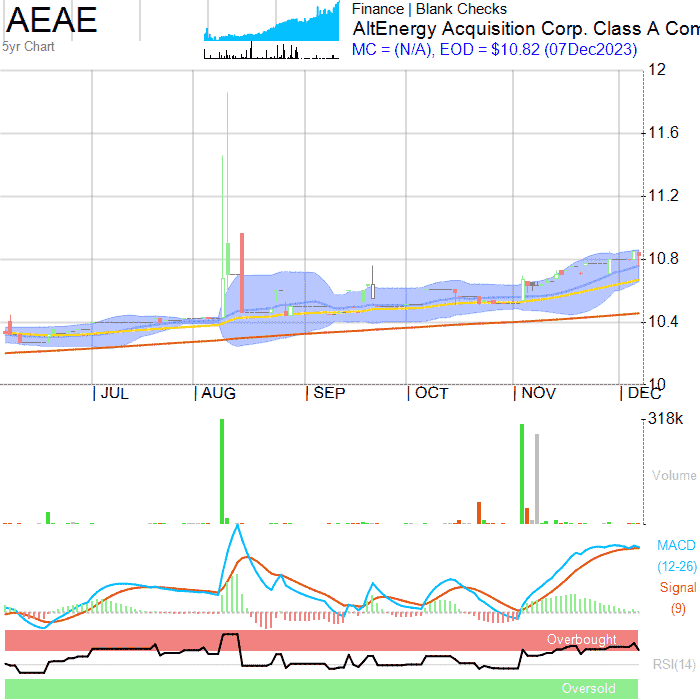 AEAE
5yr Chart
Finance | Blank Checks
AltEnergy Acquisition Corp. Class A Com
MC = (N/A), EOD = $10.82 (07Dec2023)
12
11.6
11.2
10.8
10.4
10
JUL AUG SEP OCT NOV DEC
318k
Volume
MACD
(12-26)
Signal
(9)
Overbought
RSI(14)
Oversold